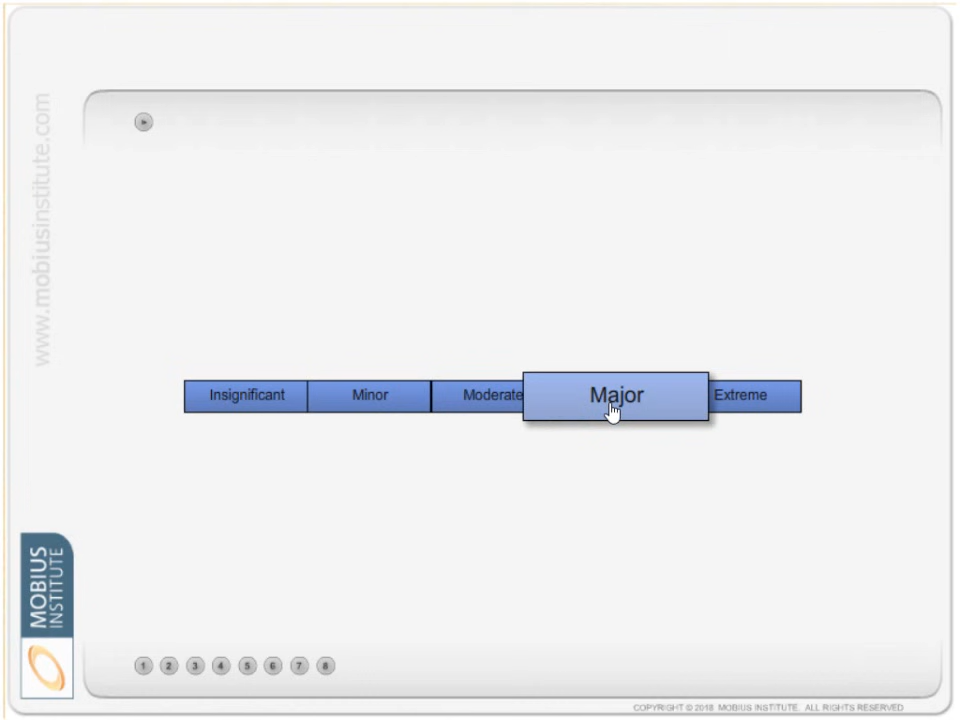 www.mobiusinstitute.com
Insignificant
Minor
Moderate
Major
Extreme
MOBIUS
INSTITUTE
1 2 3 4 5 6 7 8
COPYRIGHT © 2018 MOBIUS INSTITUTE. ALL RIGHTS RESERVED